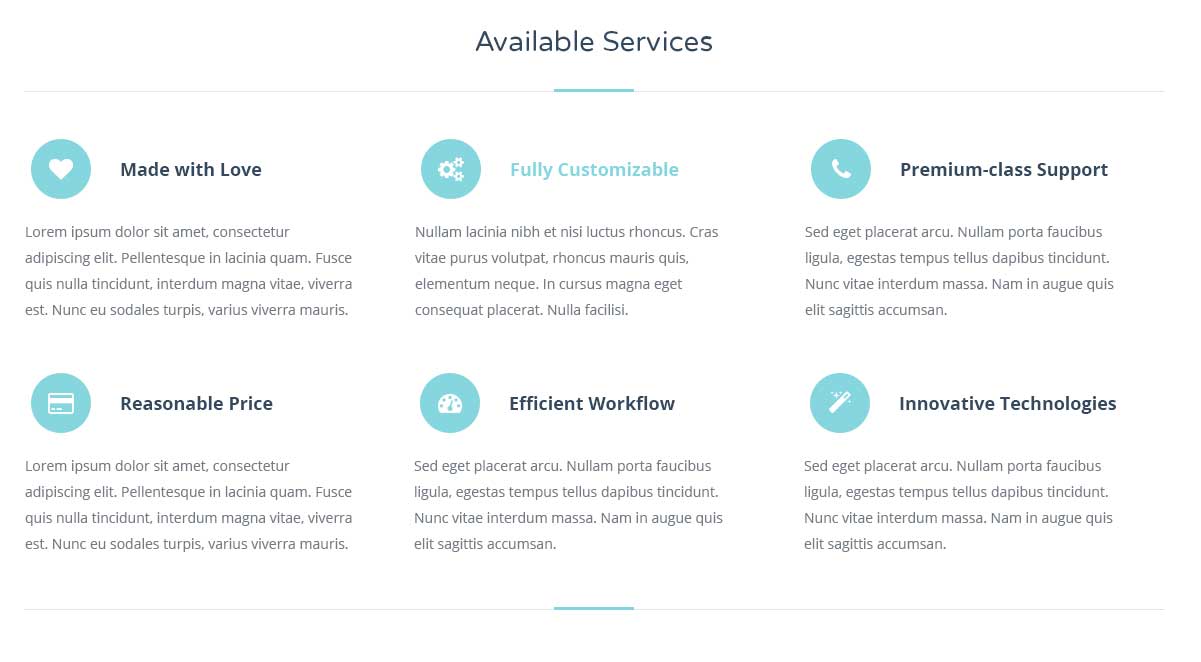 Available Services
Made with Love
Lorem ipsum dolor sit amet, consectetur
adipiscing elit. Pellentesque in lacinia quam. Fusce
quis nulla tincidunt, interdum magna vitae, viverra
est. Nunc eu sodales turpis, varius viverra mauris.
Fully Customizable
Nullam lacinia nibh et nisi luctus rhoncus. Cras
vitae purus volutpat, rhoncus mauris quis,
elementum neque. In cursus magna eget
consequat placerat. Nulla facilisi.
Premium-class Support
Sed eget placerat arcu. Nullam porta faucibus
ligula, egestas tempus tellus dapibus tincidunt.
Nunc vitae interdum massa. Nam in augue quis
elit sagittis accumsan.
Reasonable Price
Lorem ipsum dolor sit amet, consectetur
adipiscing elit. Pellentesque in lacinia quam. Fusce
quis nulla tincidunt, interdum magna vitae, viverra
est. Nunc eu sodales turpis, varius viverra mauris.
Efficient Workflow
Sed eget placerat arcu. Nullam porta faucibus
ligula, egestas tempus tellus dapibus tincidunt.
Nunc vitae interdum massa. Nam in augue quis
elit sagittis accumsan.
Innovative Technologies
Sed eget placerat arcu. Nullam porta faucibus
ligula, egestas tempus tellus dapibus tincidunt.
Nunc vitae interdum massa. Nam in augue quis
elit sagittis accumsan.